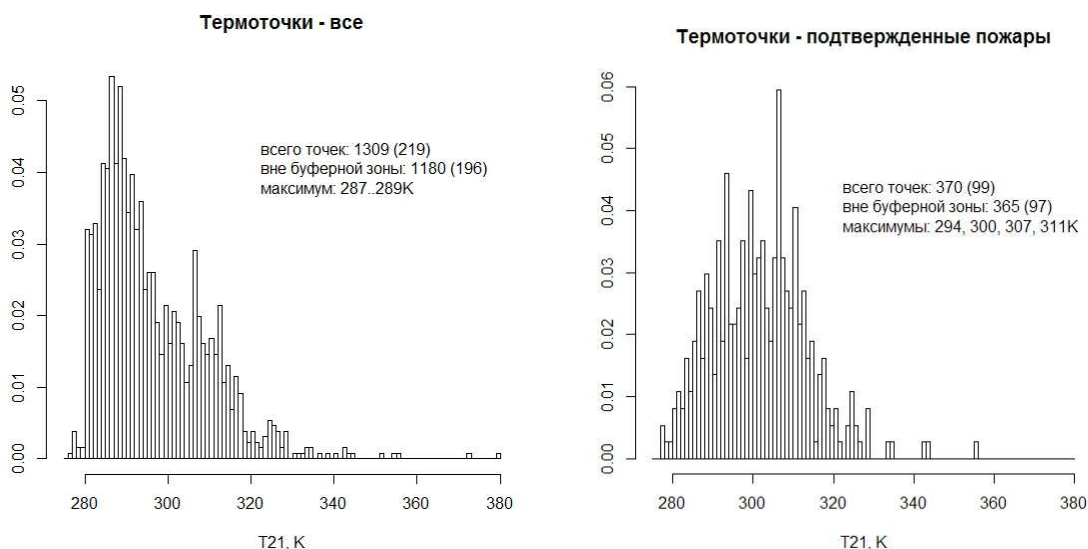 Термоточки - все
0.05
0.04
0.03
0.02
0.01
0.00
всего точек: 1309 (219)
вне буферной зоны: 1180 (196)
максимум: 287..289K
280 300 320 340 360 380
T21, K
Термоточки - подтвержденные пожары
0.06
0.05
0.04
0.03
0.02
0.01
0.00
всего точек: 370 (99)
вне буферной зоны: 365 (97)
максимумы: 294, 300, 307, 311K
280 300 320 340 360 380
T21, K